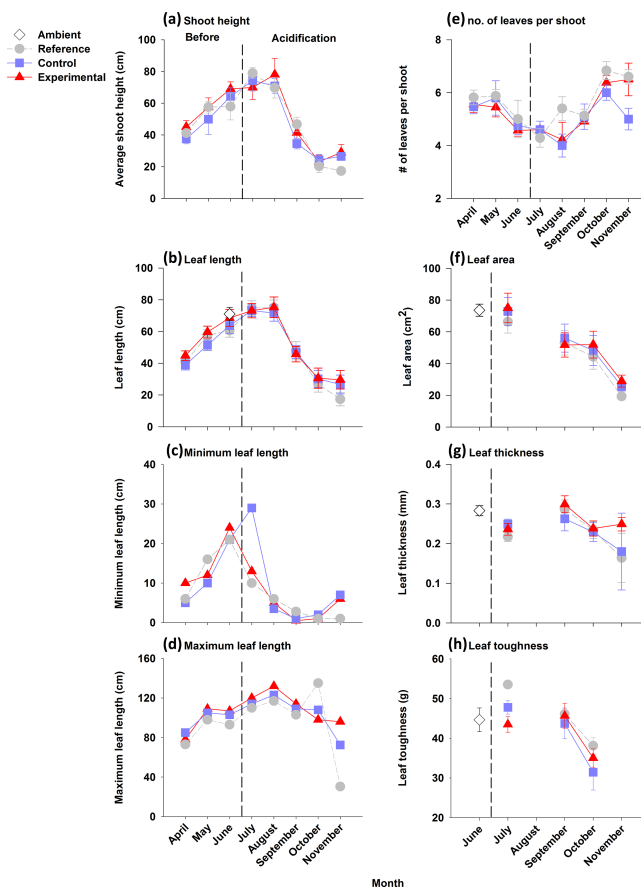 Ambient
Reference
Control
Experimental
(a) Shoot height
Before Acidification
Average shoot height (cm)
100
80
60
40
20
0
(e) no. of leaves per shoot
# of leaves per shoot
8
6
4
2
April
May
June
July
August
September
October
November
(b) Leaf length
Leaf length (cm)
100
80
60
40
20
0
(f) Leaf area
Leaf area (cm2)
100
80
60
40
20
0
(c) Minimum leaf length
Minimum leaf length (cm)
40
30
20
10
0
(g) Leaf thickness
Leaf thickness (mm)
0.4
0.3
0.2
0.1
0.0
(d) Maximum leaf length
Maximum leaf length (cm)
160
120
80
40
0
April
May
June
July
August
September
October
November
(h) Leaf toughness
Leaf toughness (g)
60
50
40
30
20
June
July
August
September
October
November
Month